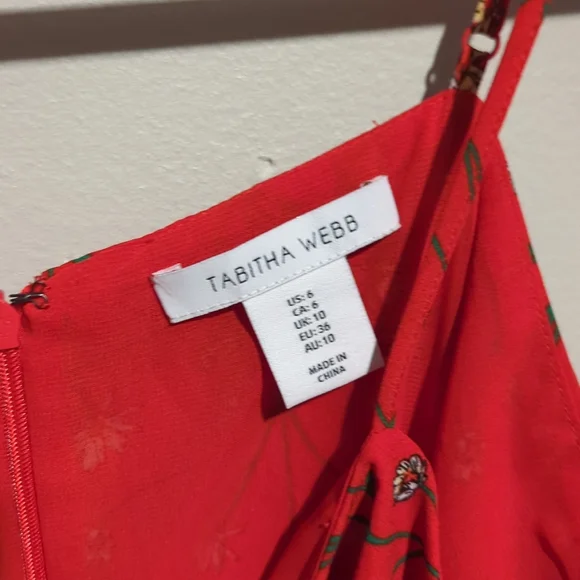 TABITHA WEBB
US: 6
CA: 6
UK: 10
EU: 36
AU: 10
MADE IN
CHINA